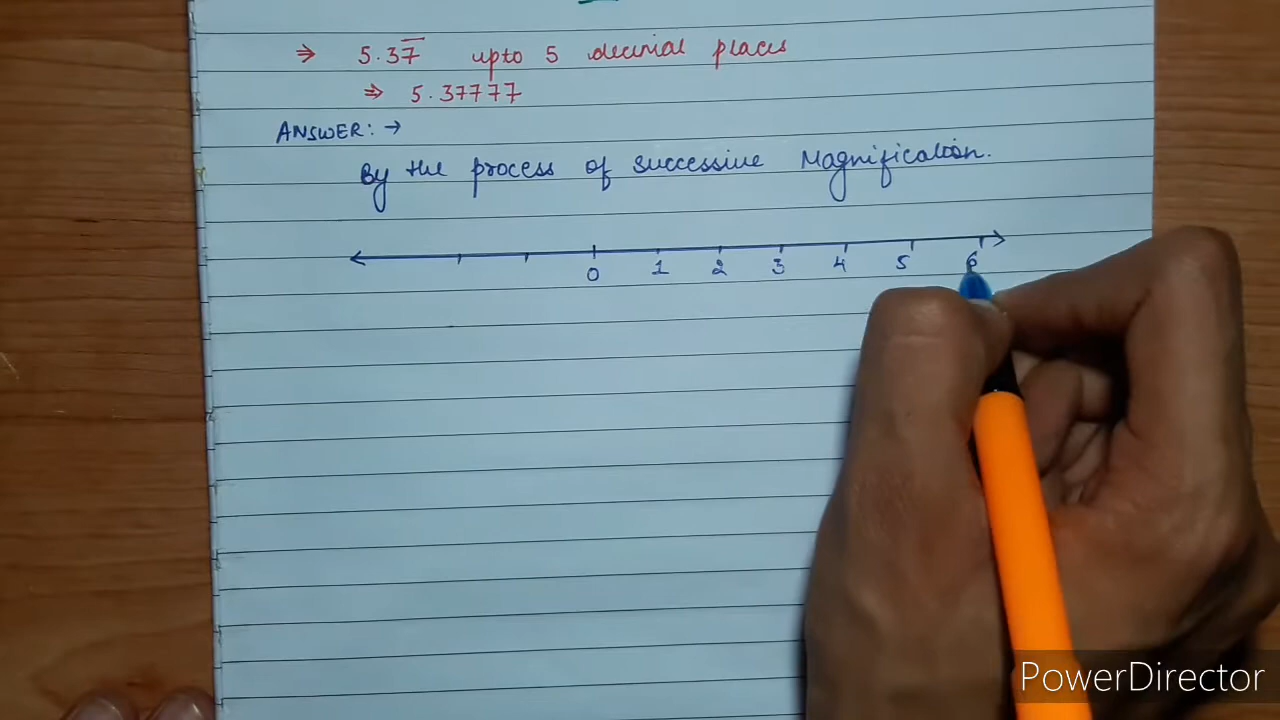 ⇒ 5.37̅ upto 5 decimal places
⇒ 5.37777
ANSWER: →
By the process of successive Magnification.
0 1 2 3 4 5 6
PowerDirector